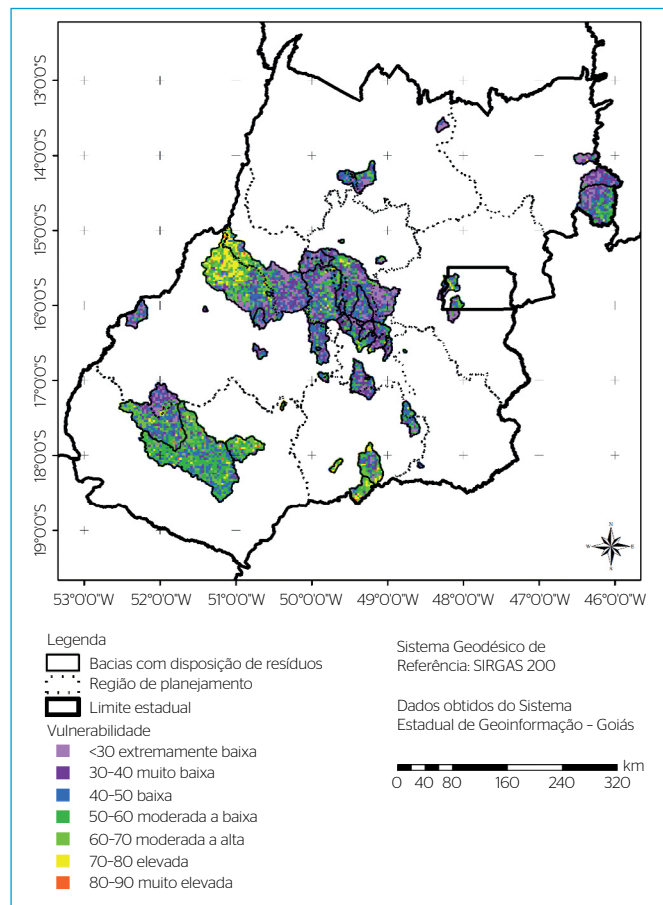 13°0'0"S
14°0'0"S
15°0'0"S
16°0'0"S
17°0'0"S
18°0'0"S
19°0'0"S
N
W E
S
53°0'0"W 52°0'0"W 51°0'0"W 50°0'0"W 49°0'0"W 48°0'0"W 47°0'0"W 46°0'0"W
Legenda
Bacias com disposição de resíduos
Região de planejamento
Limite estadual
Vulnerabilidade
<30 extremamente baixa
30-40 muito baixa
40-50 baixa
50-60 moderada a baixa
60-70 moderada a alta
70-80 elevada
80-90 muito elevada
Sistema Geodésico de
Referência: SIRGAS 200
Dados obtidos do Sistema
Estadual de Geoinformação - Goiás
km
0 20 40 60 80 160 240 320